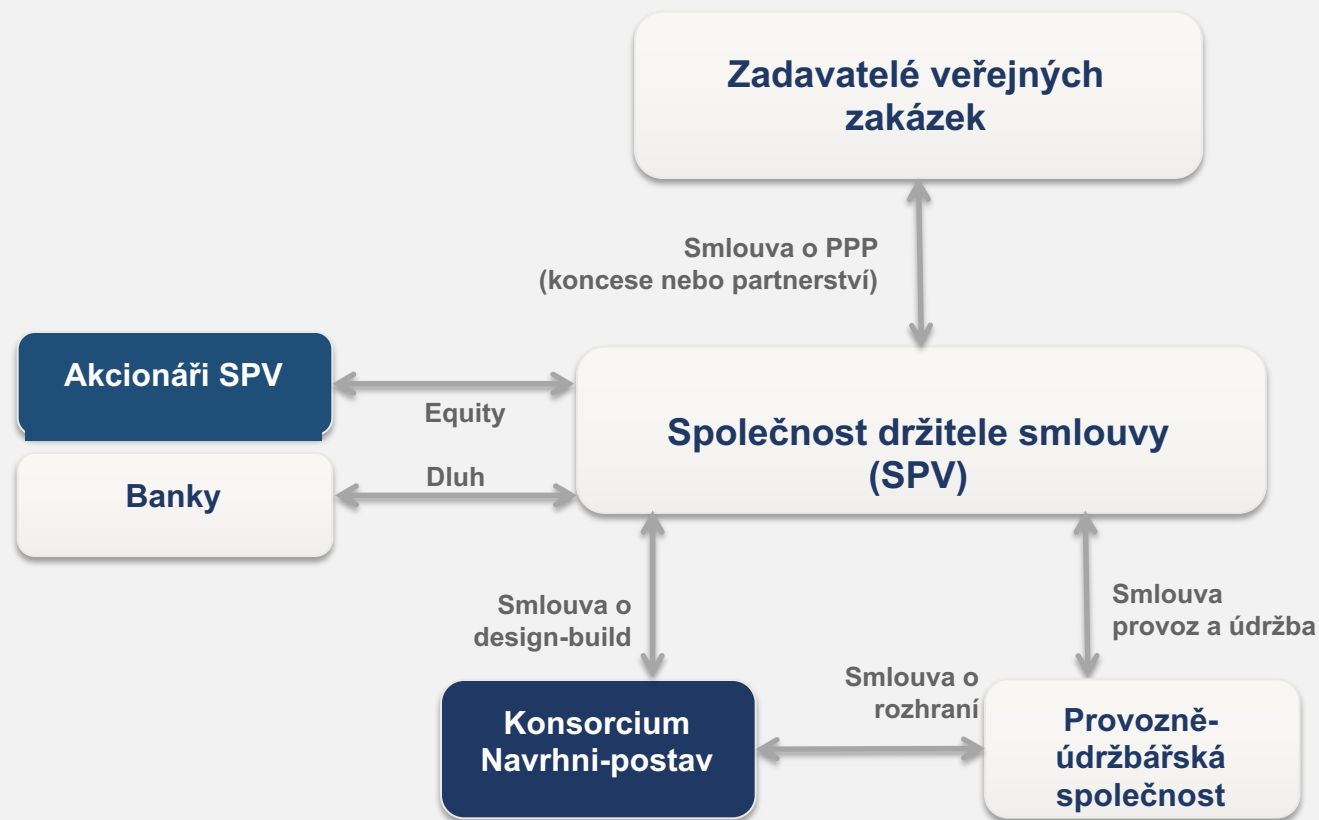 Zadavatelé veřejných
zakázek
Smlouva o PPP
(koncese nebo partnerství)
Akcionáři SPV
Equity
Společnost držitele smlouvy
(SPV)
Dluh
Banky
Smlouva o
design-build
Smlouva
provoz a údržba
Smlouva o
rozhraní
Konsorcium
Navrhni-postav
Provozně-
údržbářská
společnost